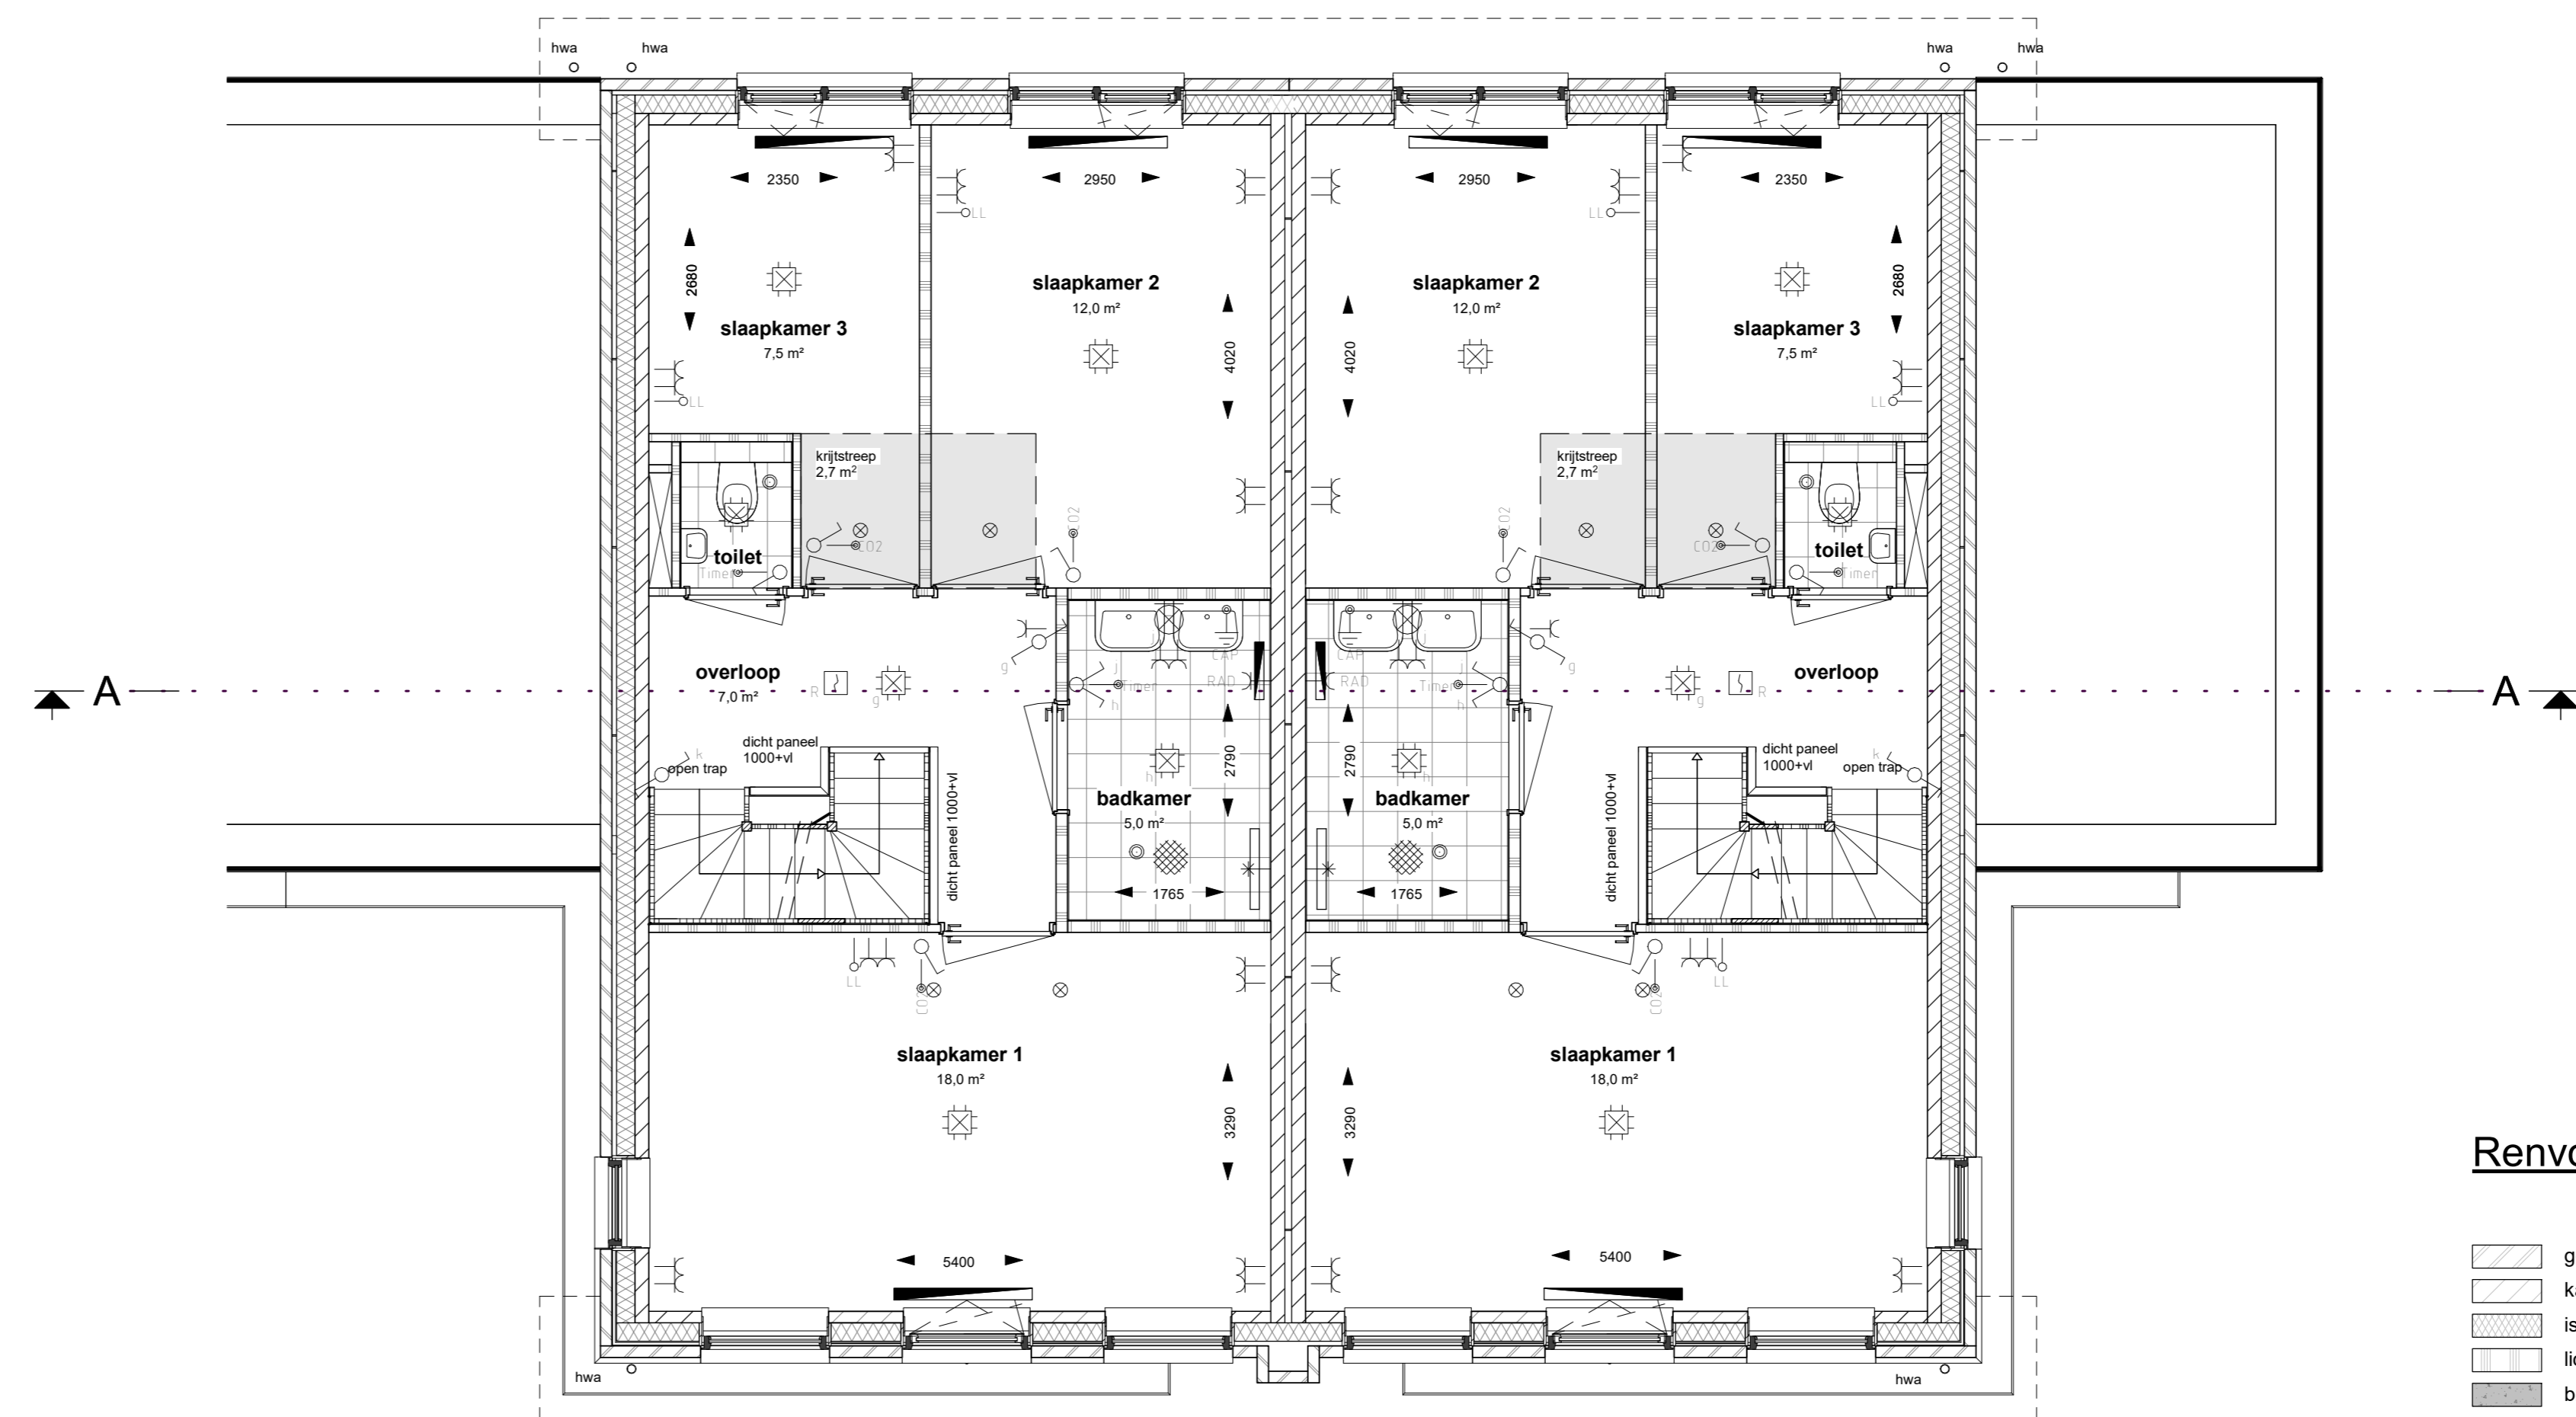 hwa hwa hwa hwa
2350 2950 2950 2350
LL LL
2680 slaapkamer 2 slaapkamer 2 2680
12,0 m² 12,0 m²
slaapkamer 3 4020 4020 slaapkamer 3
7,5 m² 7,5 m²
LL LL
krijtstreep krijtstreep
2,7 m² 2,7 m²
CO2 CO2
CO2 CO2
toilet toilet
Timer Timer
j j
g CAP CAP g
overloop RAD RAD overloop
7,0 m²
A R g Timer Timer g R A
h h
dicht paneel dicht paneel
1000+vl 1000+vl
k k
open trap open trap
2790 2790
h h
dicht paneel 1000+vl dicht paneel 1000+vl
badkamer badkamer
5,0 m² 5,0 m²
1765 1765
LL LL
CO2 CO2
slaapkamer 1 slaapkamer 1
18,0 m² 18,0 m²
3290 3290
5400 5400
hwa hwa
Renvo
g
ka
is
lic
b